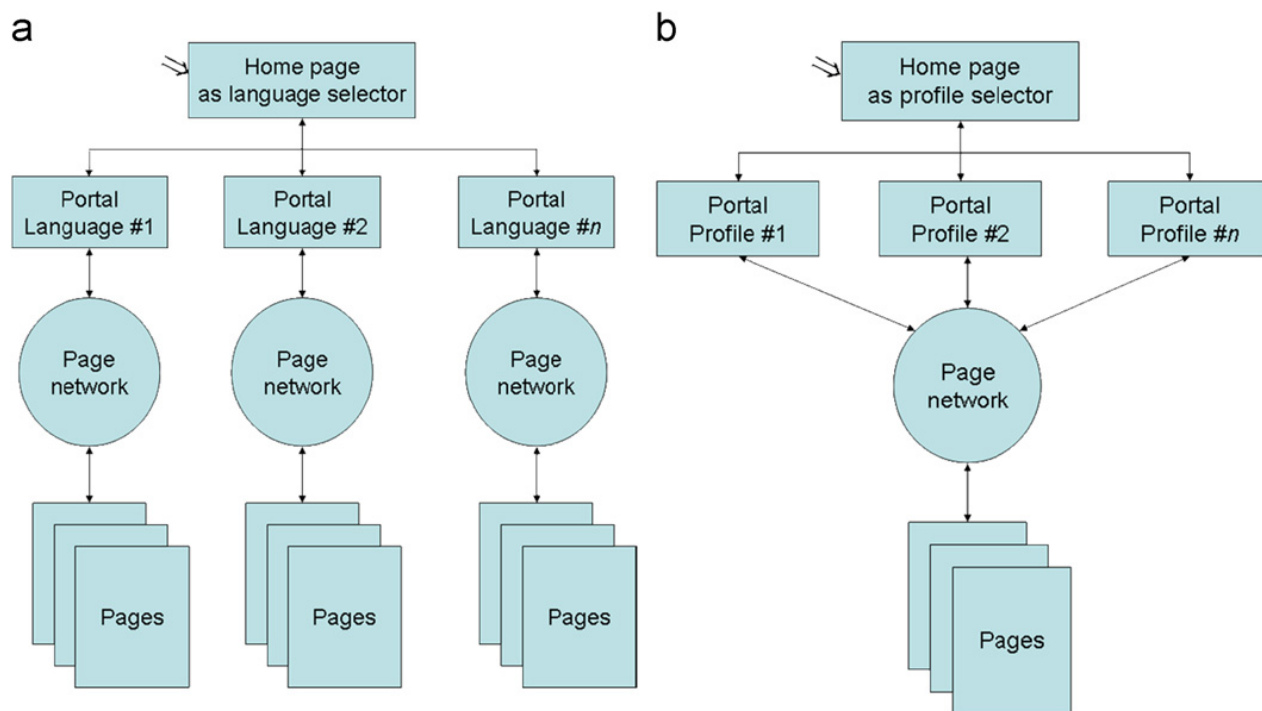 a
Home page
as language selector
Portal
Language #1
Portal
Language #2
Portal
Language #n
Page
network
Page
network
Page
network
Pages
Pages
Pages
b
Home page
as profile selector
Portal
Profile #1
Portal
Profile #2
Portal
Profile #n
Page
network
Pages